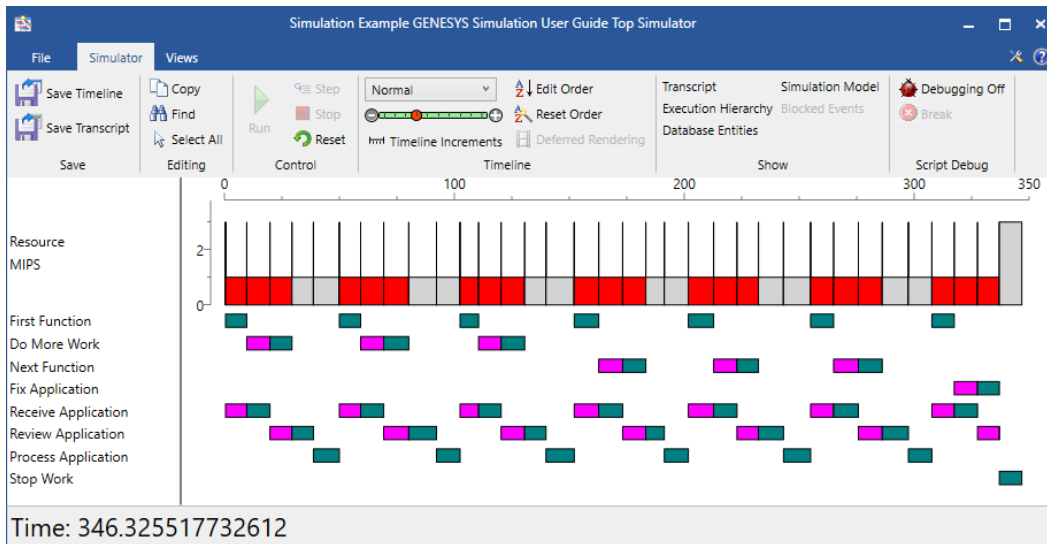 Simulation Example GENESYS Simulation User Guide Top Simulator
File Simulator Views
Save Timeline
Save Transcript
Save
Copy
Find
Select All
Editing
Run
Step
Stop
Reset
Control
Normal
Timeline Increments
Edit Order
Reset Order
Deferred Rendering
Timeline
Transcript Simulation Model
Execution Hierarchy Blocked Events
Database Entities
Show
Debugging Off
Break
Script Debug
0 100 200 300 350
Resource
MIPS
2
0
First Function
Do More Work
Next Function
Fix Application
Receive Application
Review Application
Process Application
Stop Work
Time: 346.325517732612